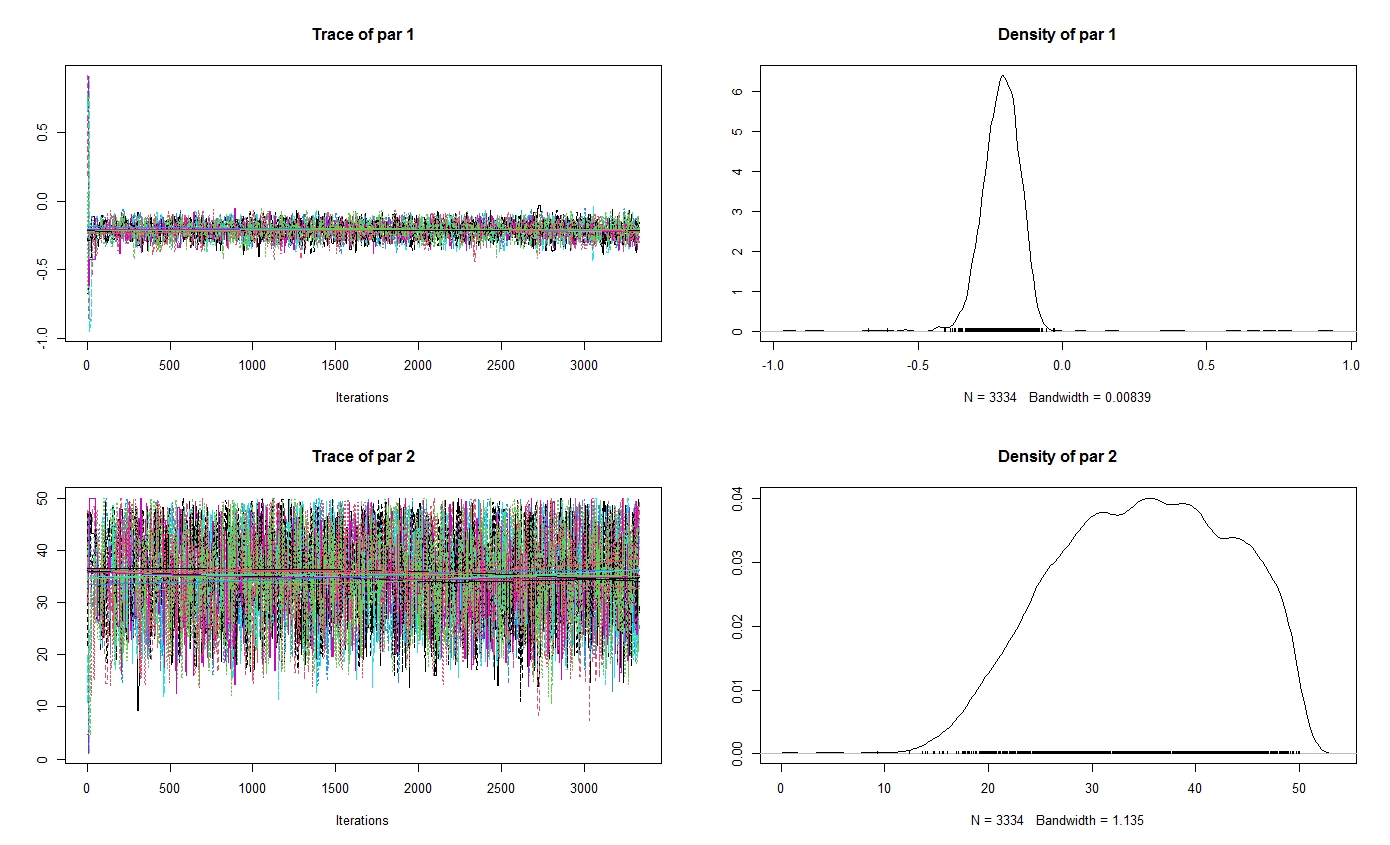 Trace of par 1
0.5
0.0
-0.5
-1.0
0 500 1000 1500 2000 2500 3000
Iterations
Density of par 1
6
5
4
3
2
1
0
-1.0 -0.5 0.0 0.5 1.0
N = 3334 Bandwidth = 0.00839
Trace of par 2
50
40
30
20
10
0
0 500 1000 1500 2000 2500 3000
Iterations
Density of par 2
0.04
0.03
0.02
0.01
0.00
0 10 20 30 40 50
N = 3334 Bandwidth = 1.135